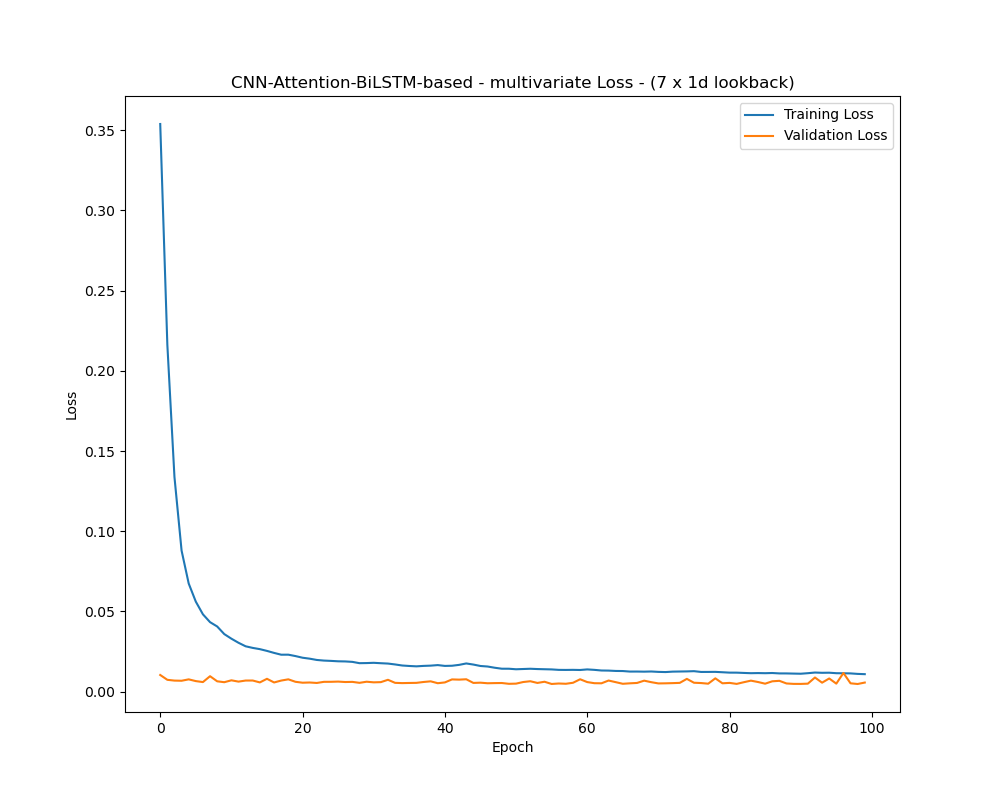 CNN-Attention-BiLSTM-based - multivariate Loss - (7 x 1d lookback)
Training Loss
Validation Loss
0.35
0.30
0.25
0.20
0.15
0.10
0.05
0.00
Loss
0 20 40 60 80 100
Epoch